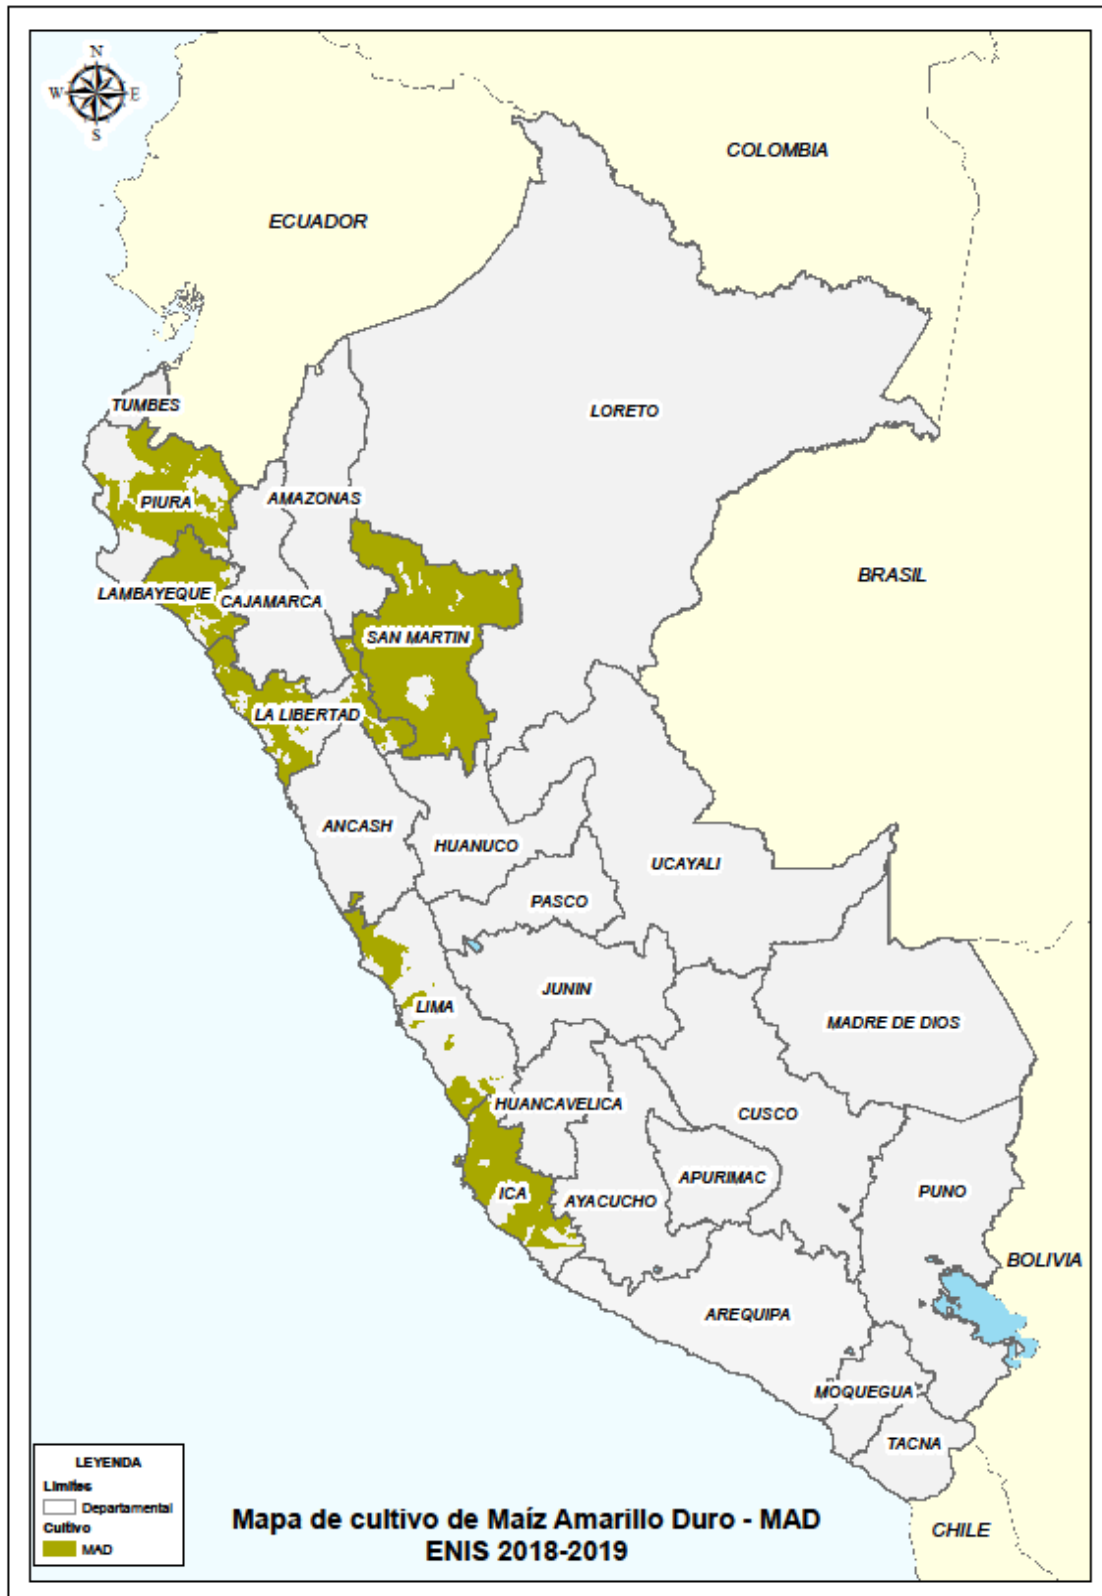 N
W
E
S
COLOMBIA
ECUADOR
TUMBES
LORETO
PIURA
AMAZONAS
BRASIL
LAMBAYEQUE
CAJAMARCA
SAN MARTIN
LA LIBERTAD
ANCASH
HUANUCO
UCAYALI
PASCO
JUNIN
LIMA
MADRE DE DIOS
HUANCAVELICA
CUSCO
APURIMAC
ICA
AYACUCHO
PUNO
BOLIVIA
AREQUIPA
MOQUEGUA
TACNA
CHILE
LEYENDA
Limites
Departamental
Cultivo
MAD
Mapa de cultivo de Maíz Amarillo Duro - MAD
ENIS 2018-2019